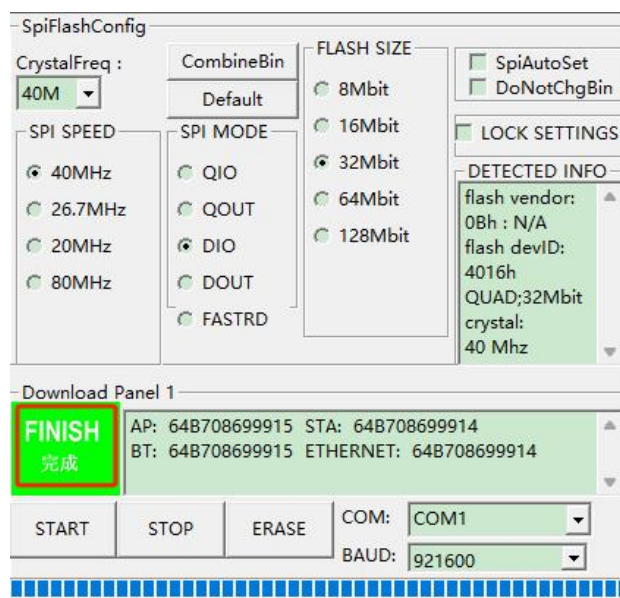 SpiFlashConfig
CrystalFreq :
40M
CombineBin
Default
SPI SPEED
40MHz
26.7MHz
20MHz
80MHz
SPI MODE
QIO
QOUT
DIO
DOUT
FASTRD
FLASH SIZE
8Mbit
16Mbit
32Mbit
64Mbit
128Mbit
SpiAutoSet
DoNotChgBin
LOCK SETTINGS
DETECTED INFO
flash vendor:
0Bh : N/A
flash devID:
4016h
QUAD;32Mbit
crystal:
40 Mhz
Download Panel 1
FINISH
完成
AP: 64B708699915 STA: 64B708699914
BT: 64B708699915 ETHERNET: 64B708699914
START
STOP
ERASE
COM: COM1
BAUD: 921600